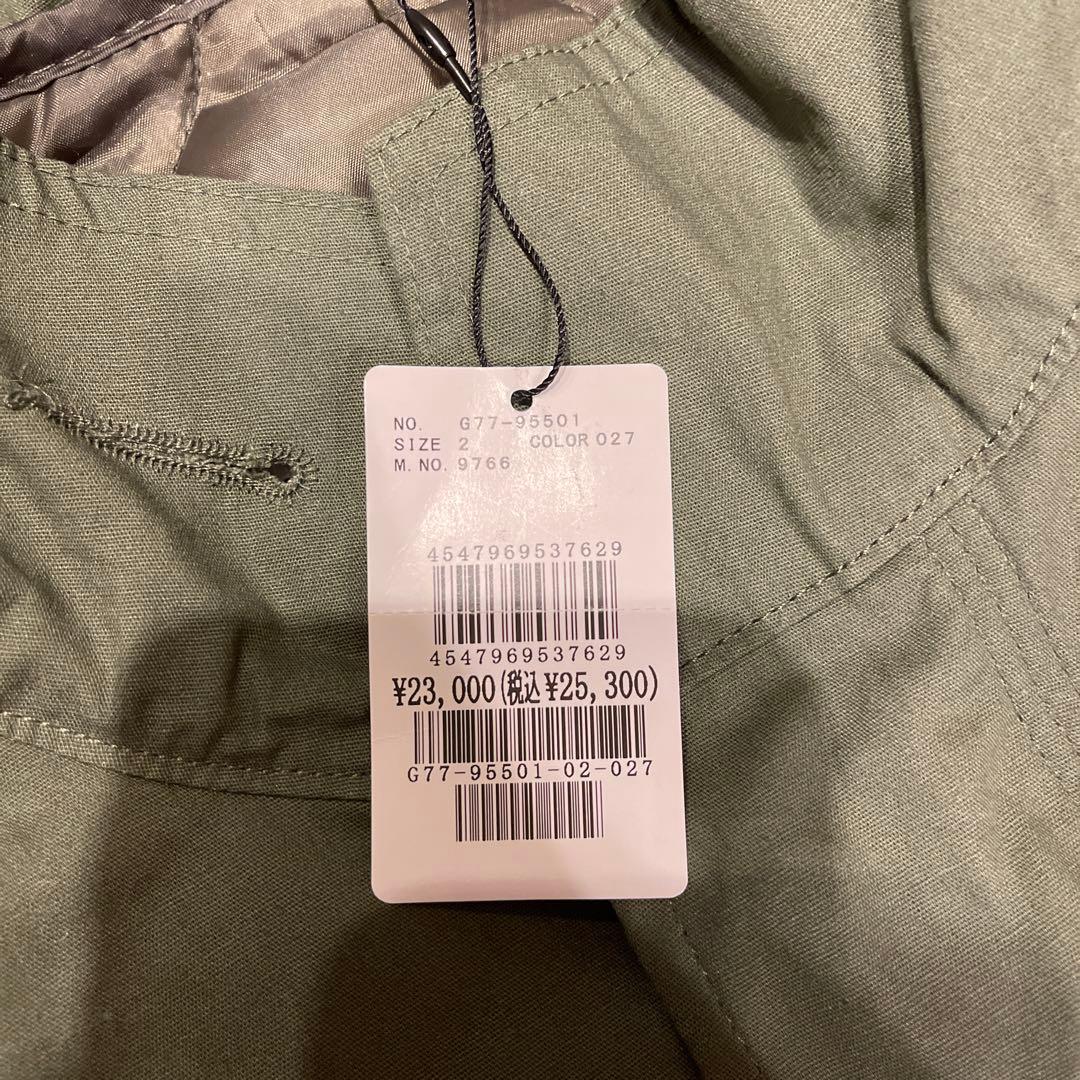 NO. G77-95501
SIZE 2 COLOR 027
M. NO. 9766
4547969537629
4547969537629
¥23,000(税込¥25,300)
G77-95501-02-027